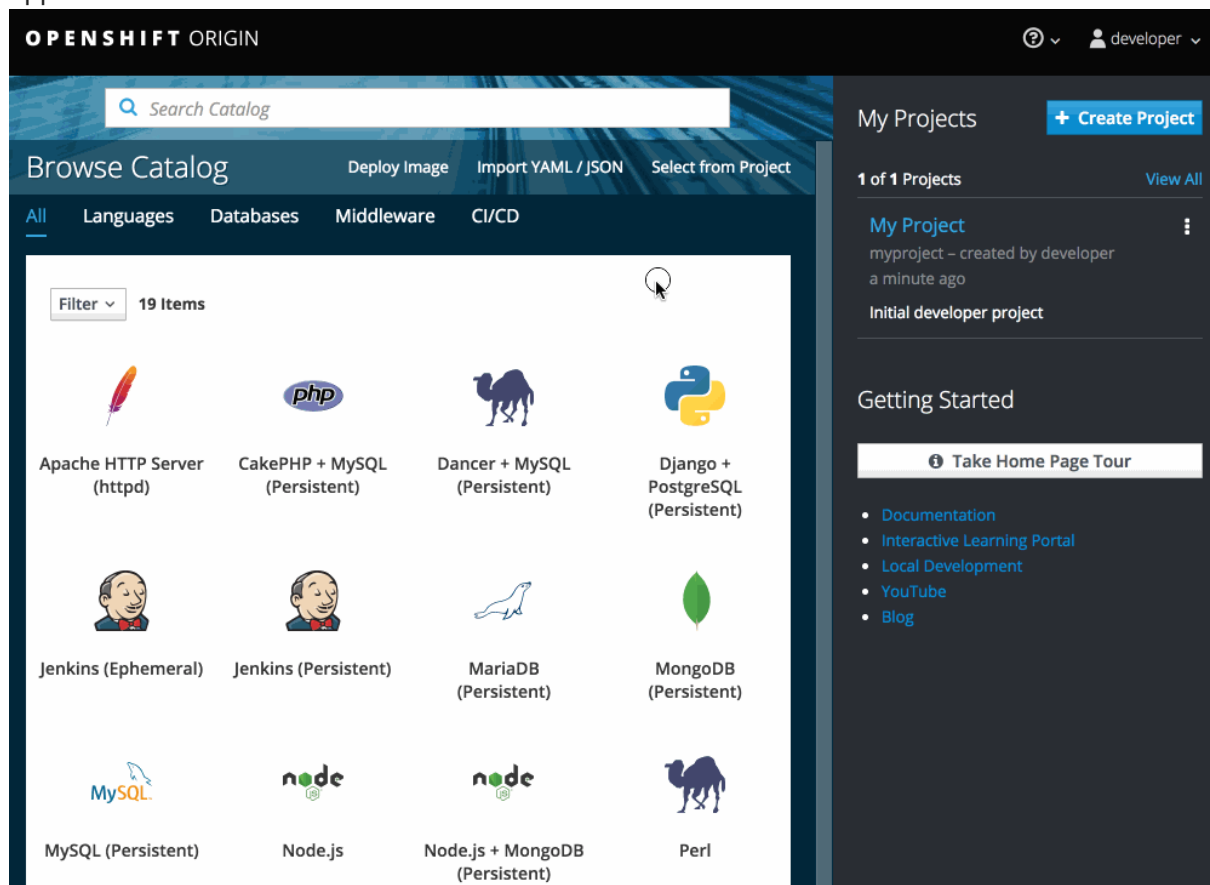 OPENSHIFT ORIGIN
developer
Search Catalog
Browse Catalog
Deploy Image
Import YAML / JSON
Select from Project
All
Languages
Databases
Middleware
CI/CD
Filter
19 Items
php
Apache HTTP Server
(httpd)
CakePHP + MySQL
(Persistent)
Dancer + MySQL
(Persistent)
Django +
PostgreSQL
(Persistent)
Jenkins (Ephemeral)
Jenkins (Persistent)
MariaDB
(Persistent)
MongoDB
(Persistent)
MySQL.
node
JS
node
JS
MySQL (Persistent)
Node.js
Node.js + MongoDB
(Persistent)
Perl
My Projects
+ Create Project
1 of 1 Projects
View All
My Project
myproject – created by developer
a minute ago
Initial developer project
Getting Started
Take Home Page Tour
Documentation
Interactive Learning Portal
Local Development
YouTube
Blog